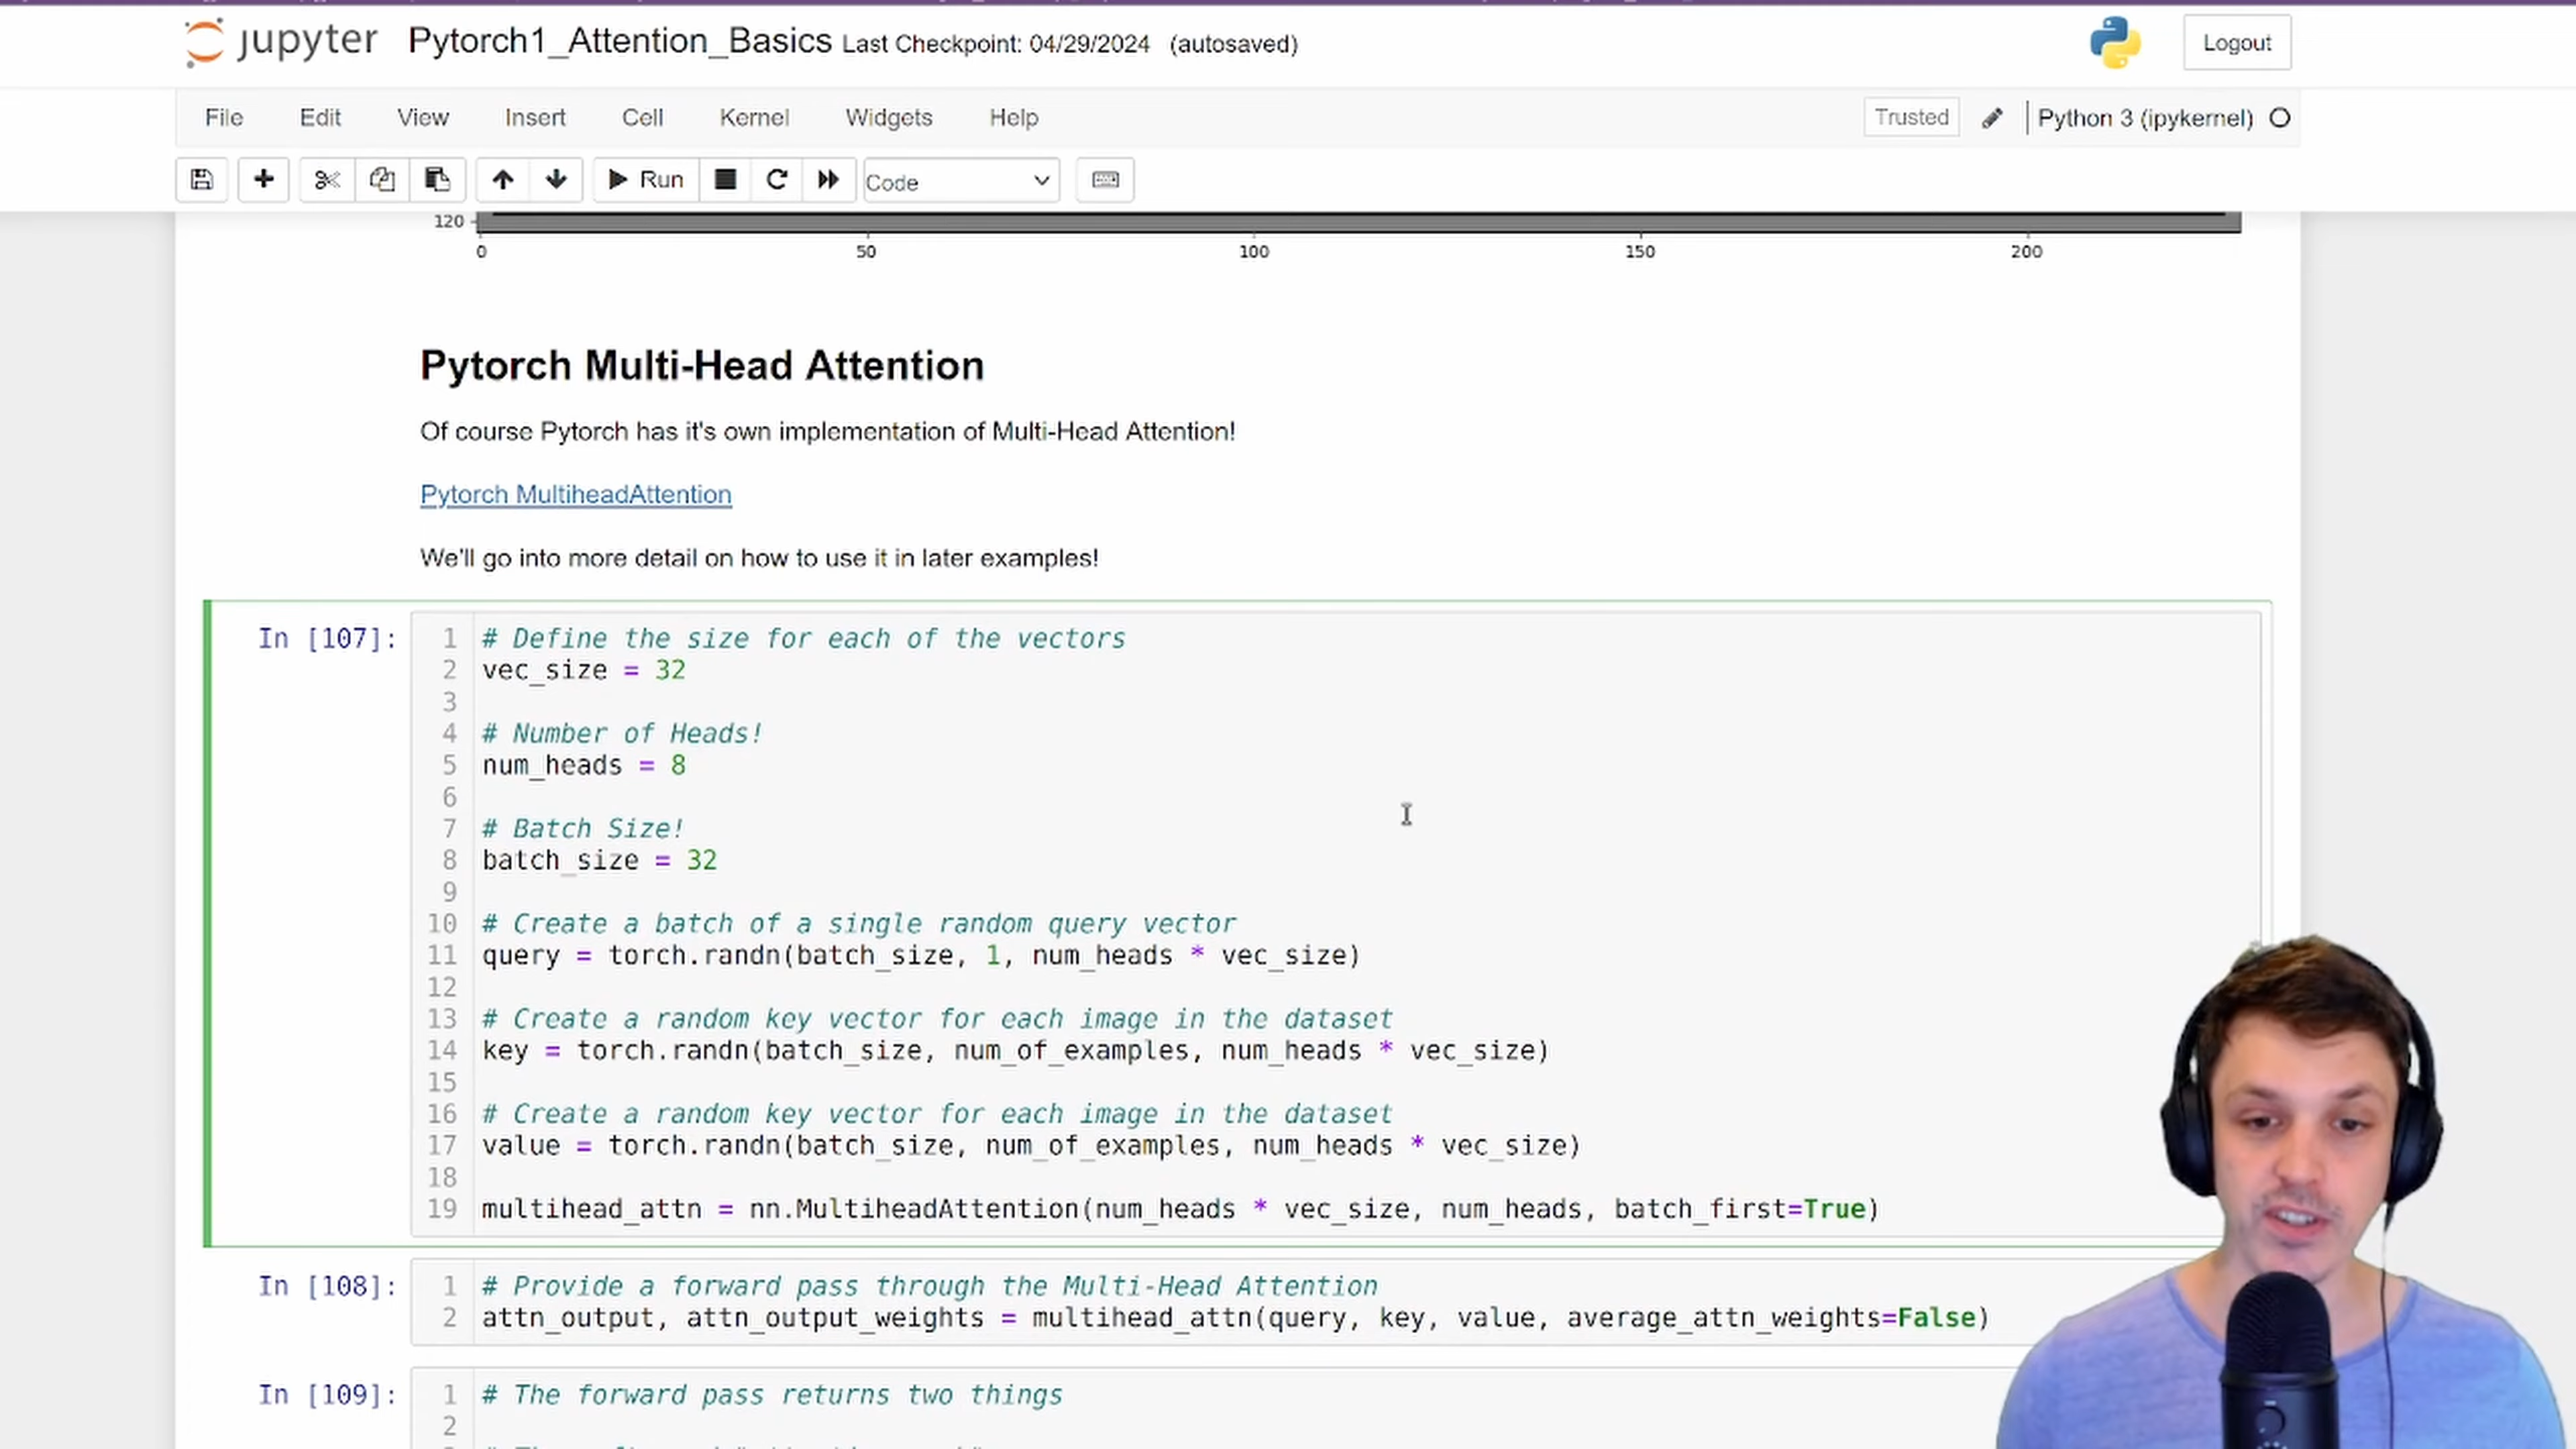 jupyter Pytorch1_Attention_Basics Last Checkpoint: 04/29/2024 (autosaved) Logout
File Edit View Insert Cell Kernel Widgets Help Trusted Python 3 (ipykernel)
Run Code
120
0 50 100 150 200
Pytorch Multi-Head Attention
Of course Pytorch has it's own implementation of Multi-Head Attention!
Pytorch MultiheadAttention
We'll go into more detail on how to use it in later examples!
In [107]:
1 # Define the size for each of the vectors
2 vec_size = 32
3
4 # Number of Heads!
5 num_heads = 8
6
7 # Batch Size!
8 batch_size = 32
9
10 # Create a batch of a single random query vector
11 query = torch.randn(batch_size, 1, num_heads * vec_size)
12
13 # Create a random key vector for each image in the dataset
14 key = torch.randn(batch_size, num_of_examples, num_heads * vec_size)
15
16 # Create a random key vector for each image in the dataset
17 value = torch.randn(batch_size, num_of_examples, num_heads * vec_size)
18
19 multihead_attn = nn.MultiheadAttention(num_heads * vec_size, num_heads, batch_first=True)
In [108]:
1 # Provide a forward pass through the Multi-Head Attention
2 attn_output, attn_output_weights = multihead_attn(query, key, value, average_attn_weights=False)
In [109]:
1 # The forward pass returns two things
2